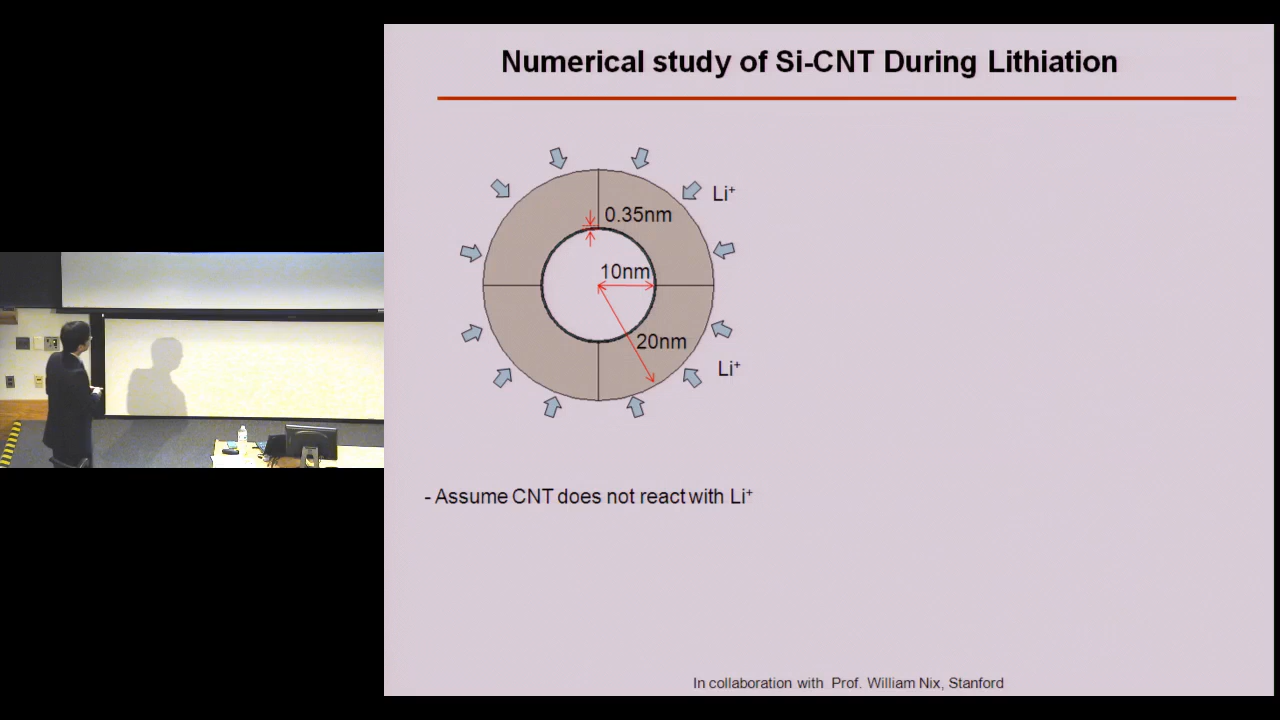 Numerical study of Si-CNT During Lithiation
Li⁺
0.35nm
10nm
20nm
Li⁺
- Assume CNT does not react with Li⁺
In collaboration with Prof. William Nix, Stanford